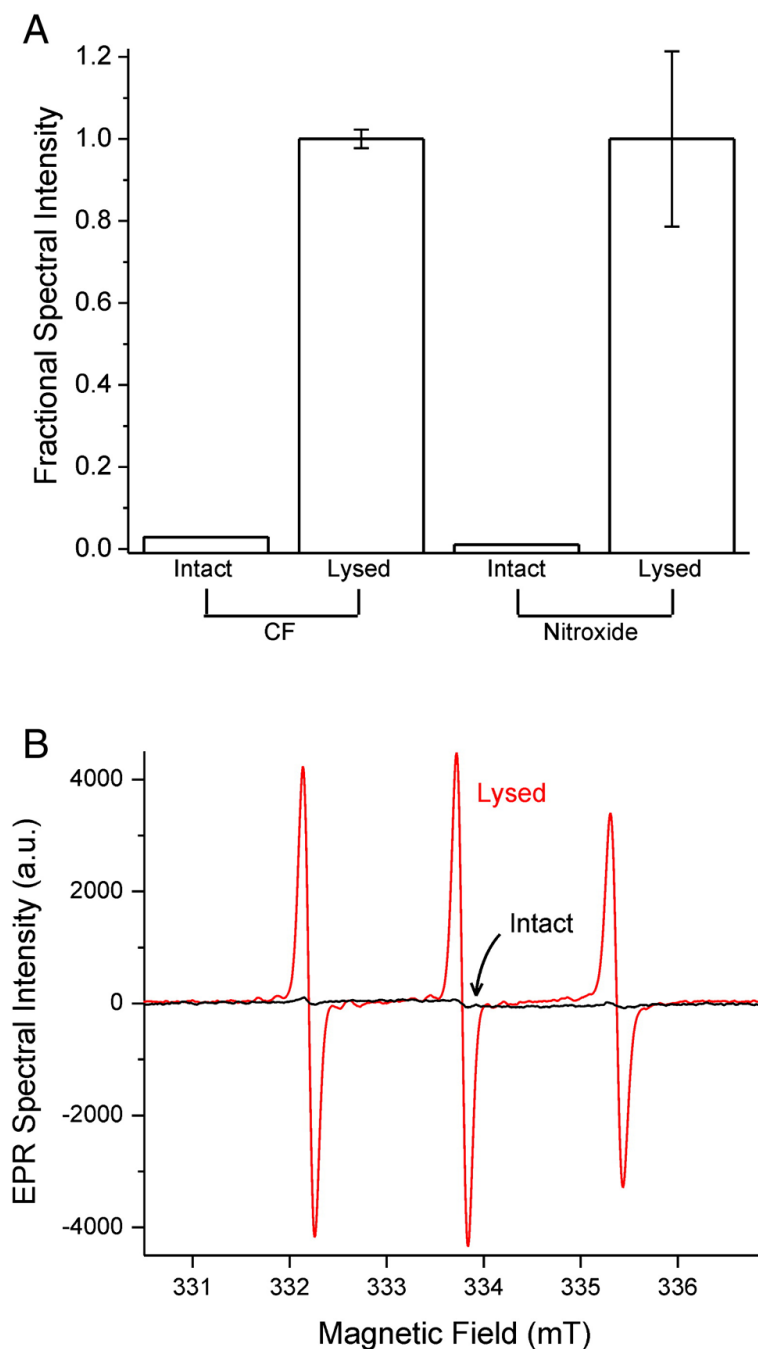 A
Fractional Spectral Intensity
1.2
1.0
0.8
0.6
0.4
0.2
0.0
Intact Lysed Intact Lysed
CF Nitroxide
B
EPR Spectral Intensity (a.u.)
4000
2000
0
-2000
-4000
Lysed
Intact
331 332 333 334 335 336
Magnetic Field (mT)